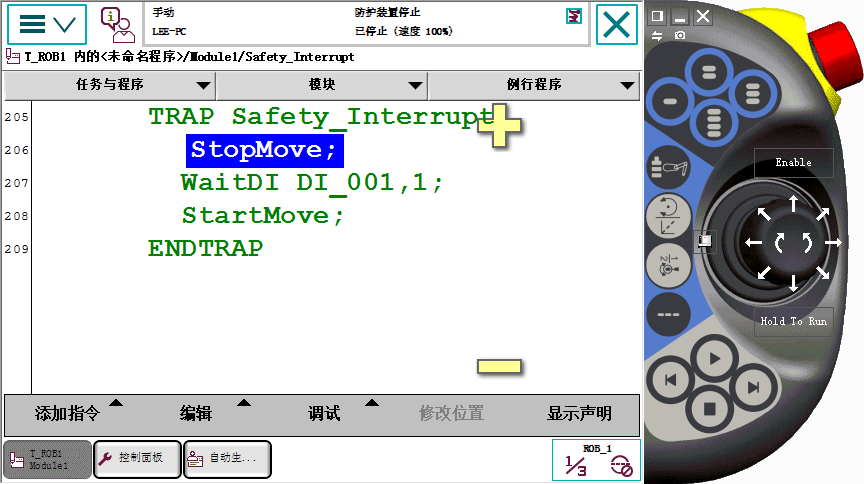 手动
防护装置停止
LEE-PC
已停止 (速度 100%)
T_ROB1 内的<未命名程序>/Module1/Safety_Interrupt
任务与程序
模块
例行程序
205 TRAP Safety_Interrupt
206 StopMove;
207 WaitDI DI_001,1;
208 StartMove;
209 ENDTRAP
添加指令
编辑
调试
修改位置
显示声明
T_ROB1
Module1
控制面板
自动生...
ROB_1
1/3
Enable
Hold To Run